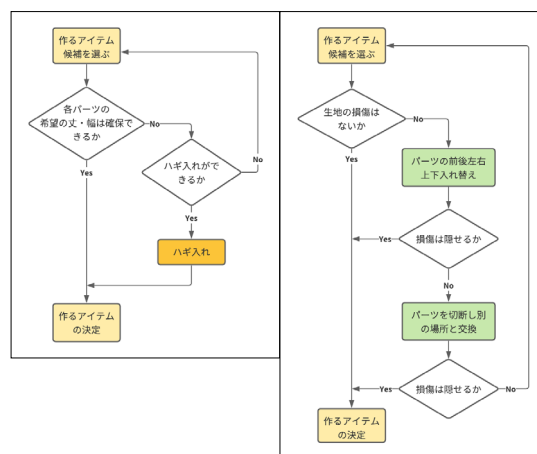 作るアイテム
候補を選ぶ
各パーツの
希望の丈・幅は確保で
きるか
No
Yes
ハギ入れがで
きるか
No
Yes
ハギ入れ
作るアイテム
の決定
作るアイテム
候補を選ぶ
生地の損傷は
ないか
No
Yes
パーツの前後左右
上下入れ替え
損傷は隠せるか
Yes
No
パーツを切断し別
の場所と交換
損傷は隠せるか
Yes
No
作るアイテム
の決定